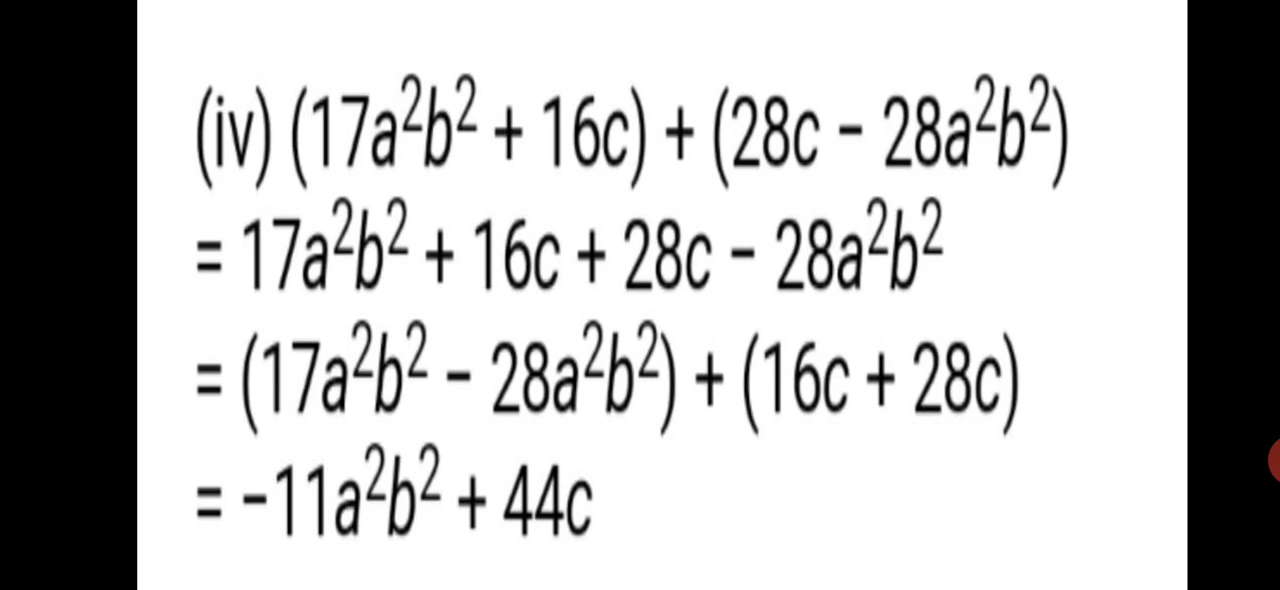 (iv) (17a²b² + 16c) + (28c − 28a²b²)
= 17a²b² + 16c + 28c − 28a²b²
= (17a²b² − 28a²b²) + (16c + 28c)
= −11a²b² + 44c